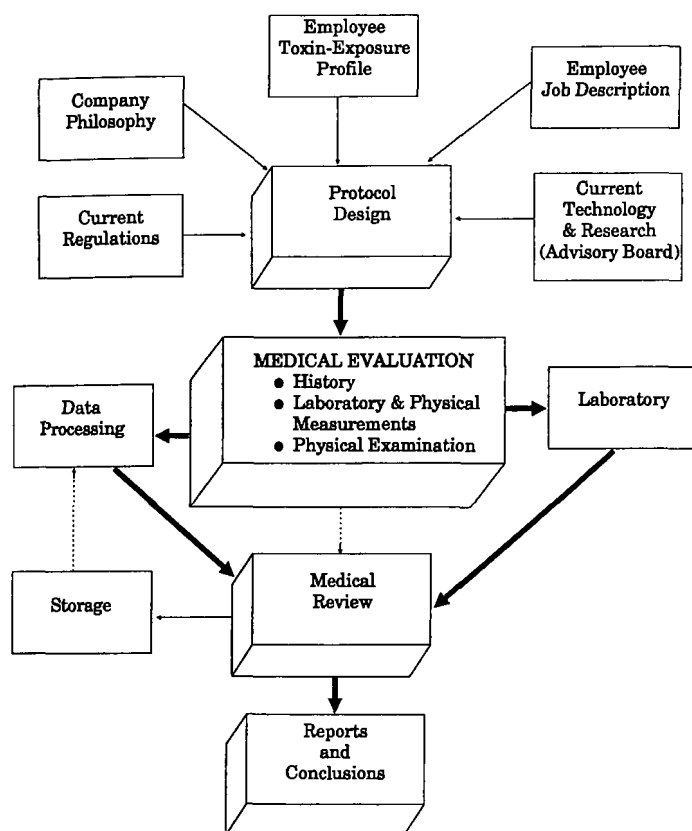 Employee
Toxin-Exposure
Profile
Employee
Job Description
Company
Philosophy
Protocol
Design
Current
Regulations
Current
Technology
& Research
(Advisory Board)
MEDICAL EVALUATION
● History
● Laboratory & Physical
Measurements
● Physical Examination
Data
Processing
Laboratory
Medical
Review
Storage
Reports
and
Conclusions